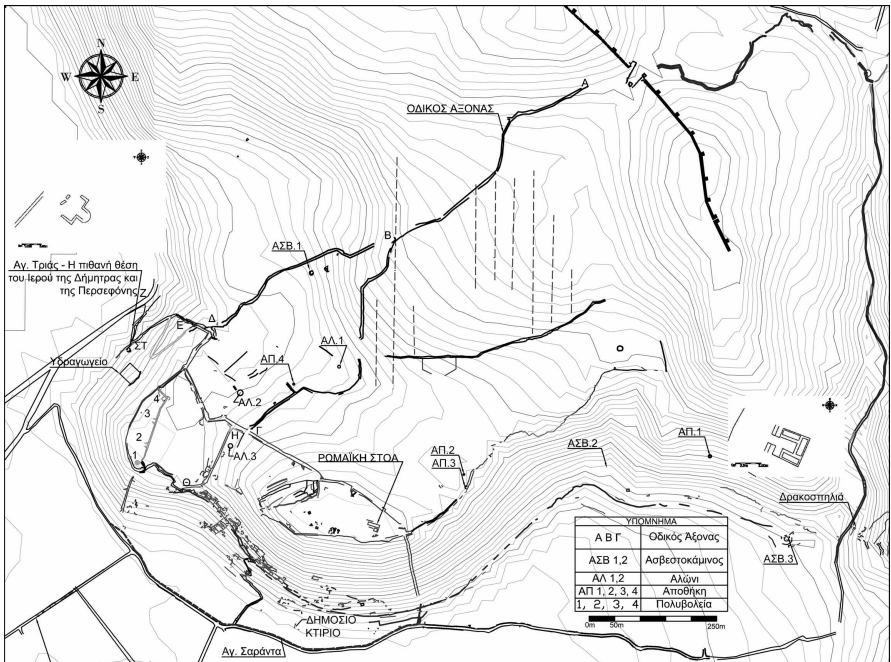 N
W E
S
Α
ΟΔΙΚΟΣ ΑΞΟΝΑΣ
Β
ΑΣΒ.1
Αγ. Τριάς - Η πιθανή θέση
του Ιερού της Δήμητρας και
της Περσεφόνης
Ζ
Δ
Ε
ΣΤ
Υδραγωγείο
ΑΛ.1
ΑΠ.4
ΑΛ.2
4
3
2
1
Γ
Η
ΑΛ.3
Θ
ΡΩΜΑΪΚΗ ΣΤΟΑ
ΑΠ.2
ΑΠ.3
ΑΣΒ.2
ΑΠ.1
Δρακοσπηλιά
ΑΣΒ.3
ΥΠΟΜΝΗΜΑ
Α Β Γ Οδικός Άξονας
ΑΣΒ 1,2 Ασβεστοκάμινος
ΑΛ 1,2 Αλώνι
ΑΠ 1, 2, 3, 4 Αποθήκη
1, 2, 3, 4 Πολυβολεία
0m 50m 250m
ΔΗΜΟΣΙΟ
ΚΤΙΡΙΟ
Αγ. Σαράντα